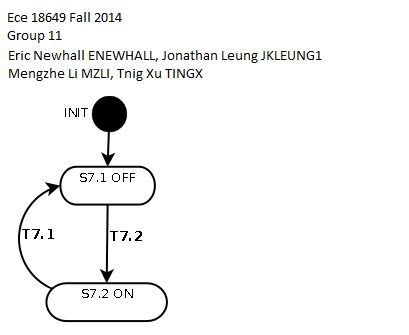 Ece 18649 Fall 2014
Group 11
Eric Newhall ENEWHALL, Jonathan Leung JKLEUNG1
Mengzhe Li MZLI, Tnig Xu TINGX
INIT
S7.1 OFF
T7.1
T7.2
S7.2 ON